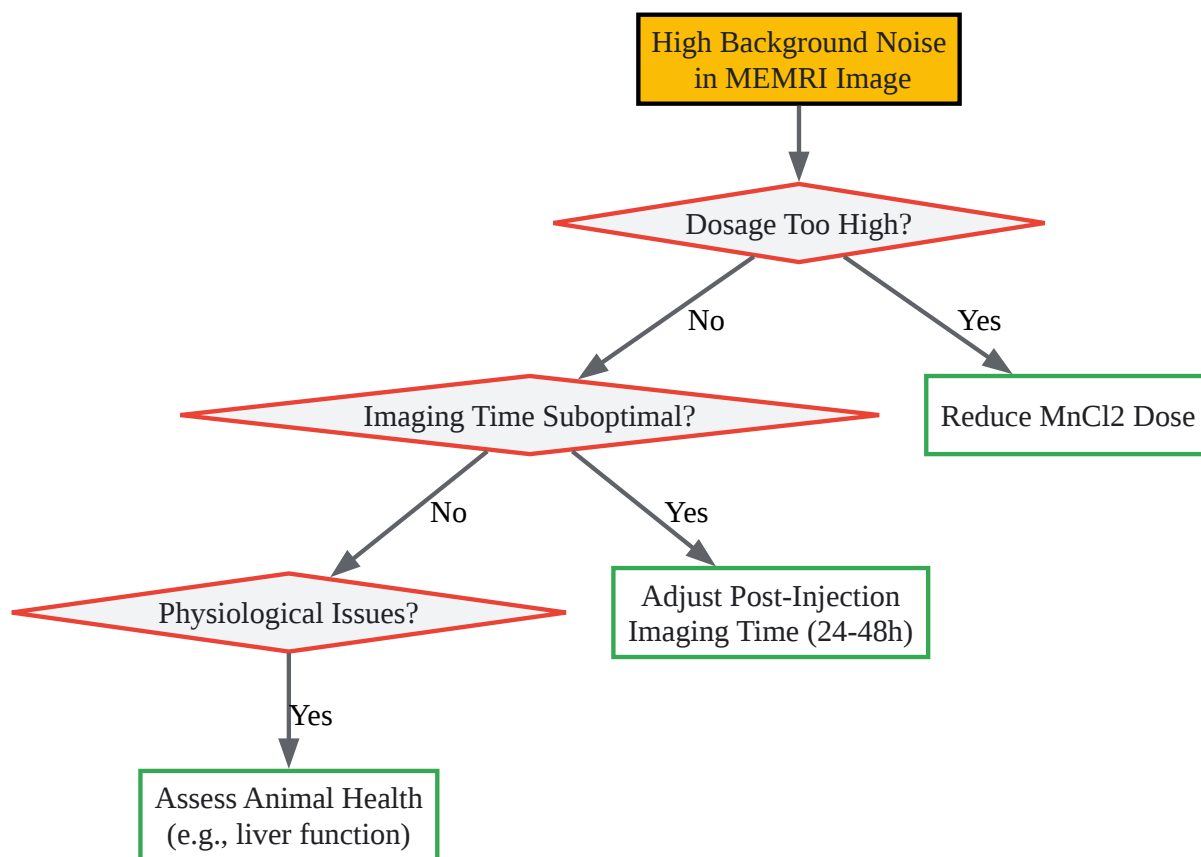 High Background Noise
in MEMRI Image
Dosage Too High?
No
Yes
Imaging Time Suboptimal?
Reduce MnCl2 Dose
No
Yes
Physiological Issues?
Adjust Post-Injection
Imaging Time (24-48h)
Yes
Assess Animal Health
(e.g., liver function)